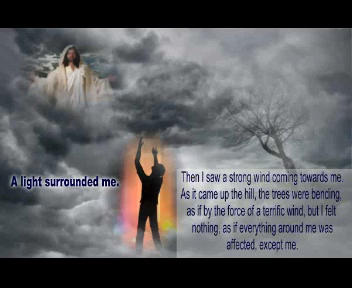 A light surrounded me.
Then I saw a strong wind coming towards me.
As it came up the hill, the trees were bending,
as if by the force of a terrific wind, but I felt
nothing, as if everything around me was
affected, except me.